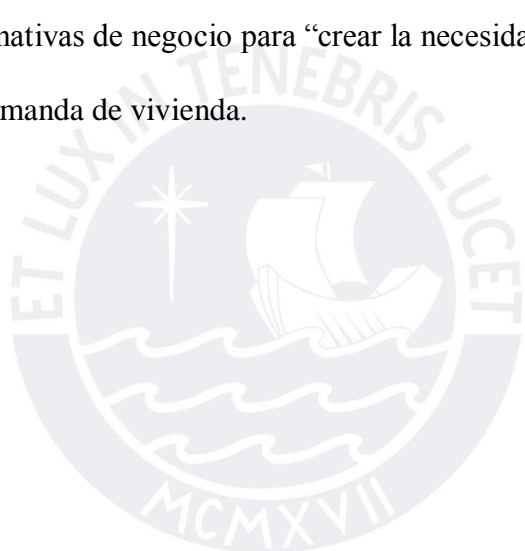 nativas de negocio para “crear la necesida
manda de vivienda.
ET LUX IN TENEBRIS LUCET
MCMXVII